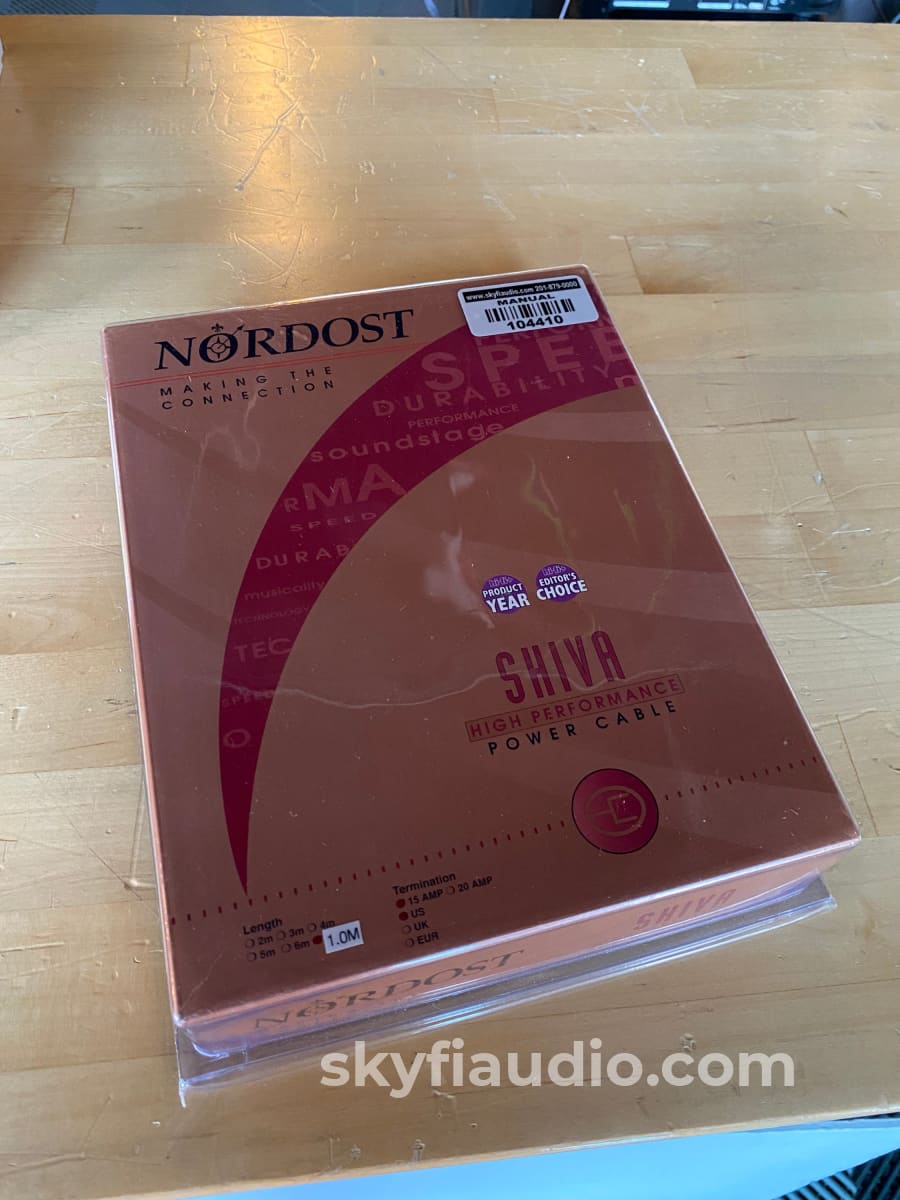 www.skyfiaudio.com 201-879-0000
MANUAL
104410
NORDOST
MAKING THE
CONNECTION
SPEE
DURABILITY
PERFORMANCE
soundstage
RMA
SPEED
DURAB
musicality
TECHNOLOGY
TEC
SPEED
PRODUCT
YEAR
EDITOR'S
CHOICE
SHIVA
HIGH PERFORMANCE
POWER CABLE
Length
2m 3m 4m
5m 6m 1.0M
Termination
15 AMP 20 AMP
US
UK
EUR
NORDOST
SHIVA
skyfiaudio.com